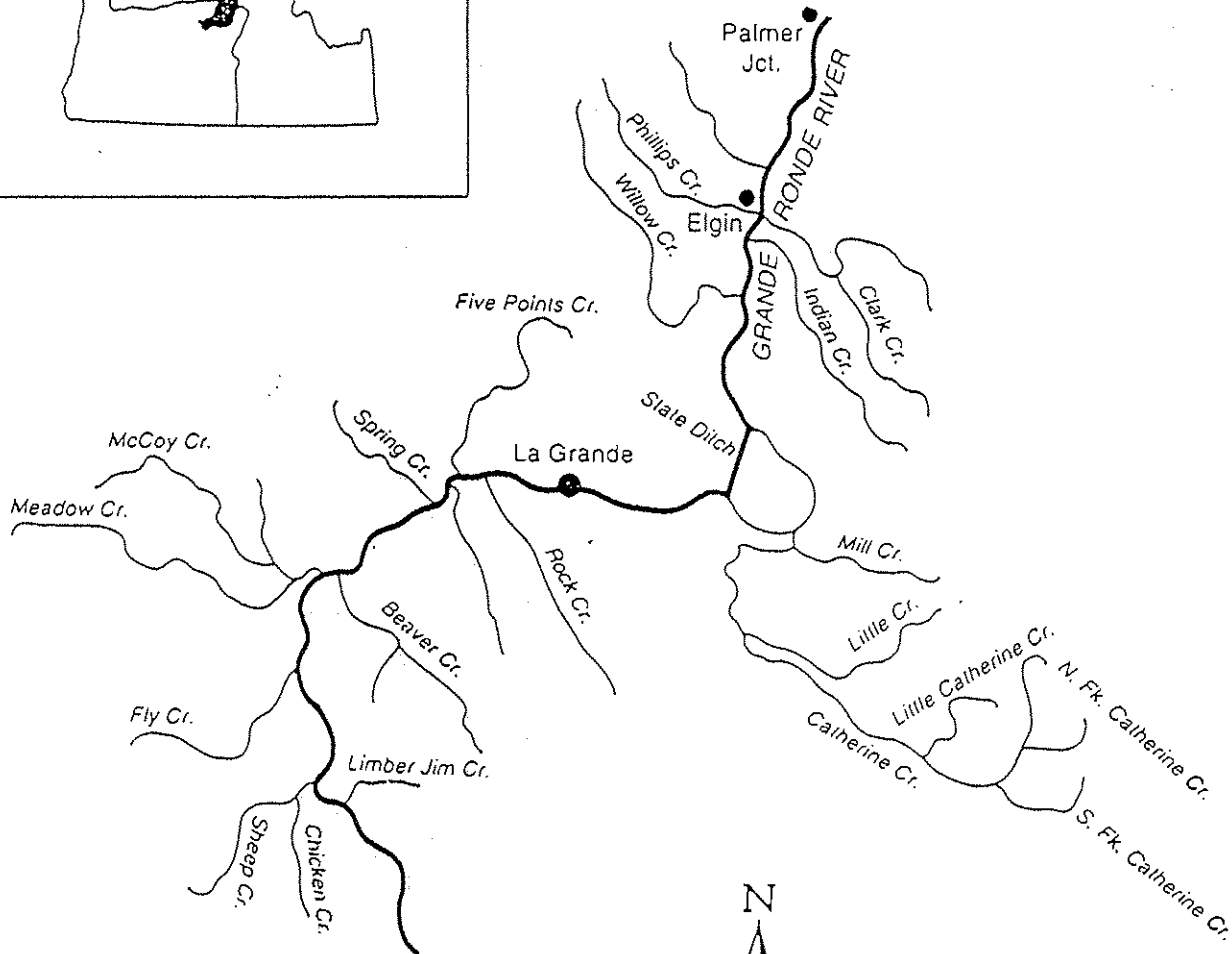 Palmer
Jct.
RONDE RIVER
Phillips Cr.
Willow Cr.
Elgin
GRANDE
Indian Cr.
Clark Cr.
Five Points Cr.
State Ditch
Spring Cr.
La Grande
McCoy Cr.
Meadow Cr.
Mill Cr.
Rock Cr.
Beaver Cr.
Little Cr.
Little Catherine Cr.
N. Fk. Catherine Cr.
Fly Cr.
Catherine Cr.
Limber Jim Cr.
S. Fk. Catherine Cr.
Sheep Cr.
Chicken Cr.
N